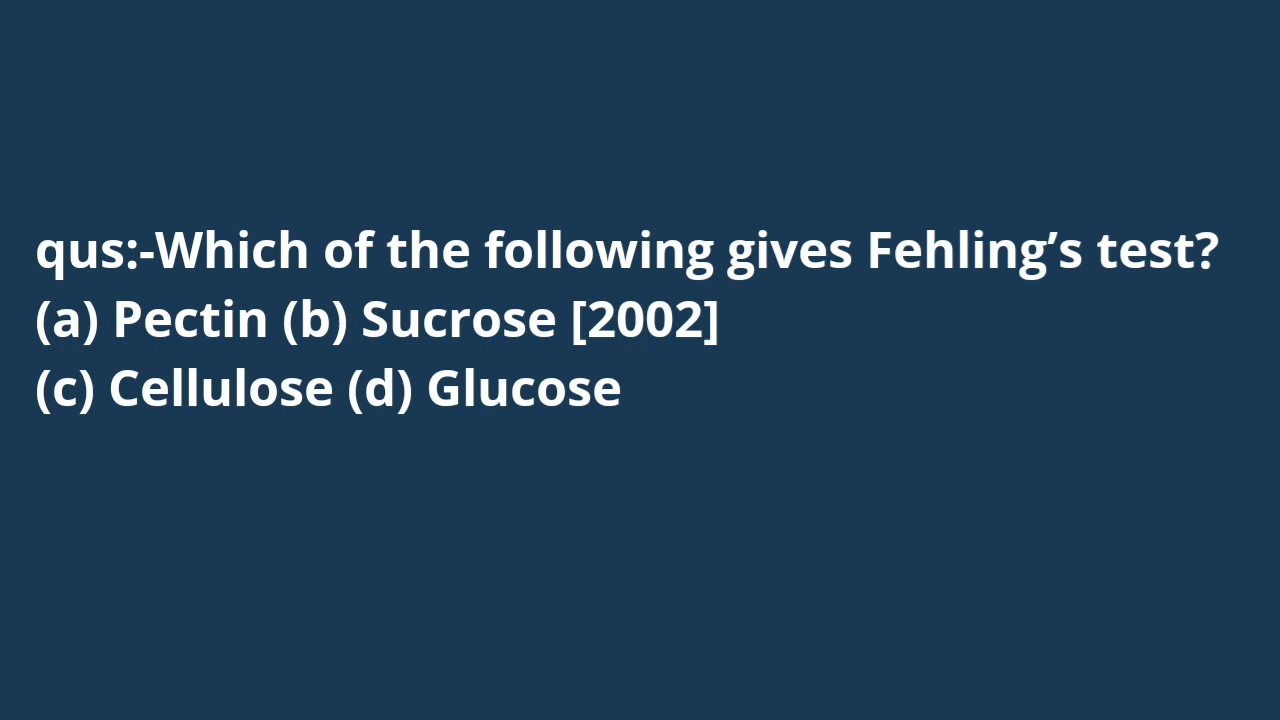 qus:-Which of the following gives Fehling’s test?
(a) Pectin (b) Sucrose [2002]
(c) Cellulose (d) Glucose